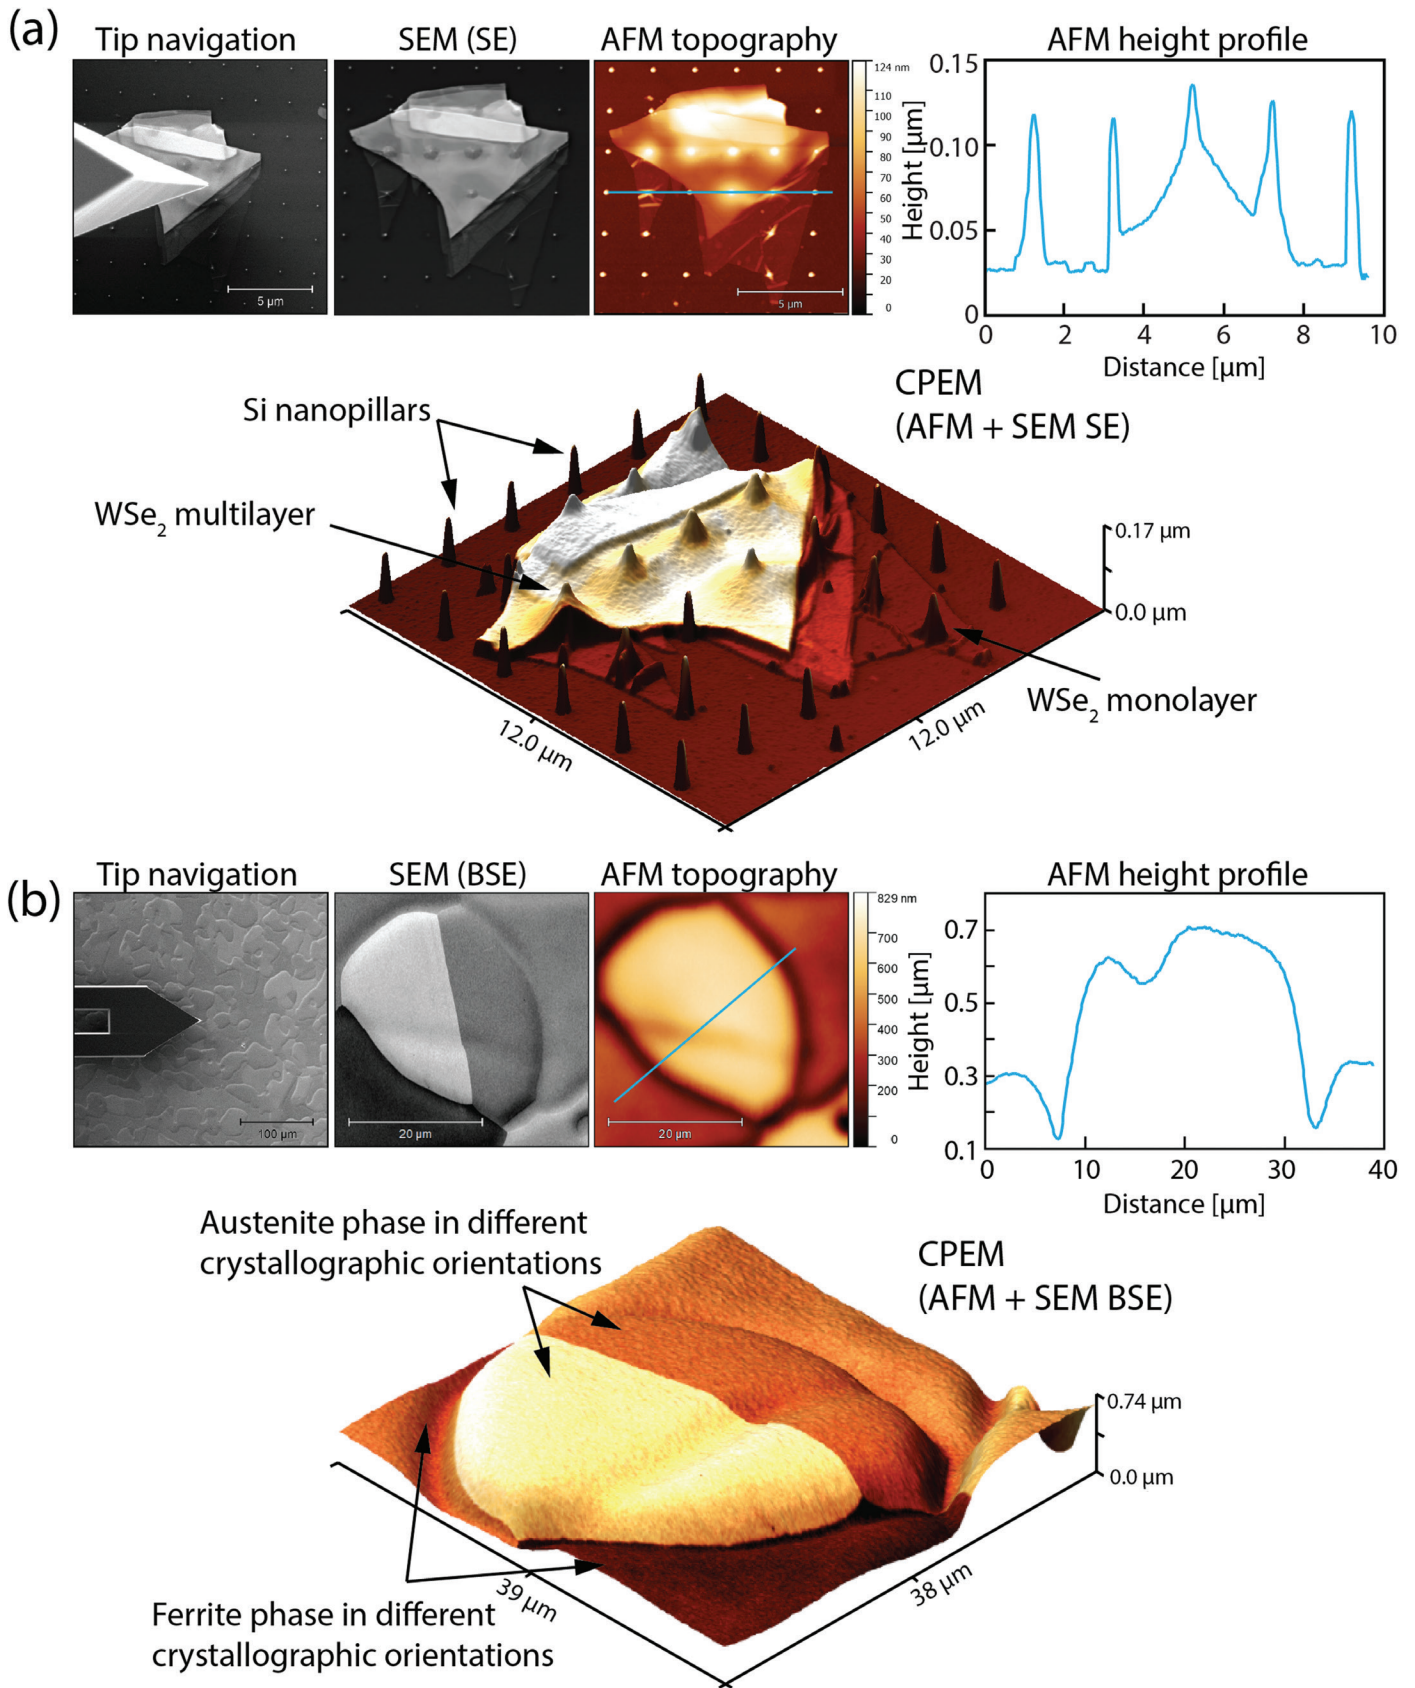 (a)
Tip navigation
SEM (SE)
AFM topography
AFM height profile
5 µm
5 µm
124 nm
110
100
90
80
70
60
50
40
30
20
10
0
Height [µm]
0.15
0.10
0.05
0
0 2 4 6 8 10
Distance [µm]
CPEM
(AFM + SEM SE)
Si nanopillars
WSe2 multilayer
0.17 µm
0.0 µm
WSe2 monolayer
12.0 µm
12.0 µm
(b)
Tip navigation
SEM (BSE)
AFM topography
AFM height profile
100 µm
20 µm
20 µm
829 nm
700
600
500
400
300
200
0
Height [µm]
0.7
0.5
0.3
0.1
0 10 20 30 40
Distance [µm]
Austenite phase in different
crystallographic orientations
CPEM
(AFM + SEM BSE)
0.74 µm
0.0 µm
39 µm
38 µm
Ferrite phase in different
crystallographic orientations